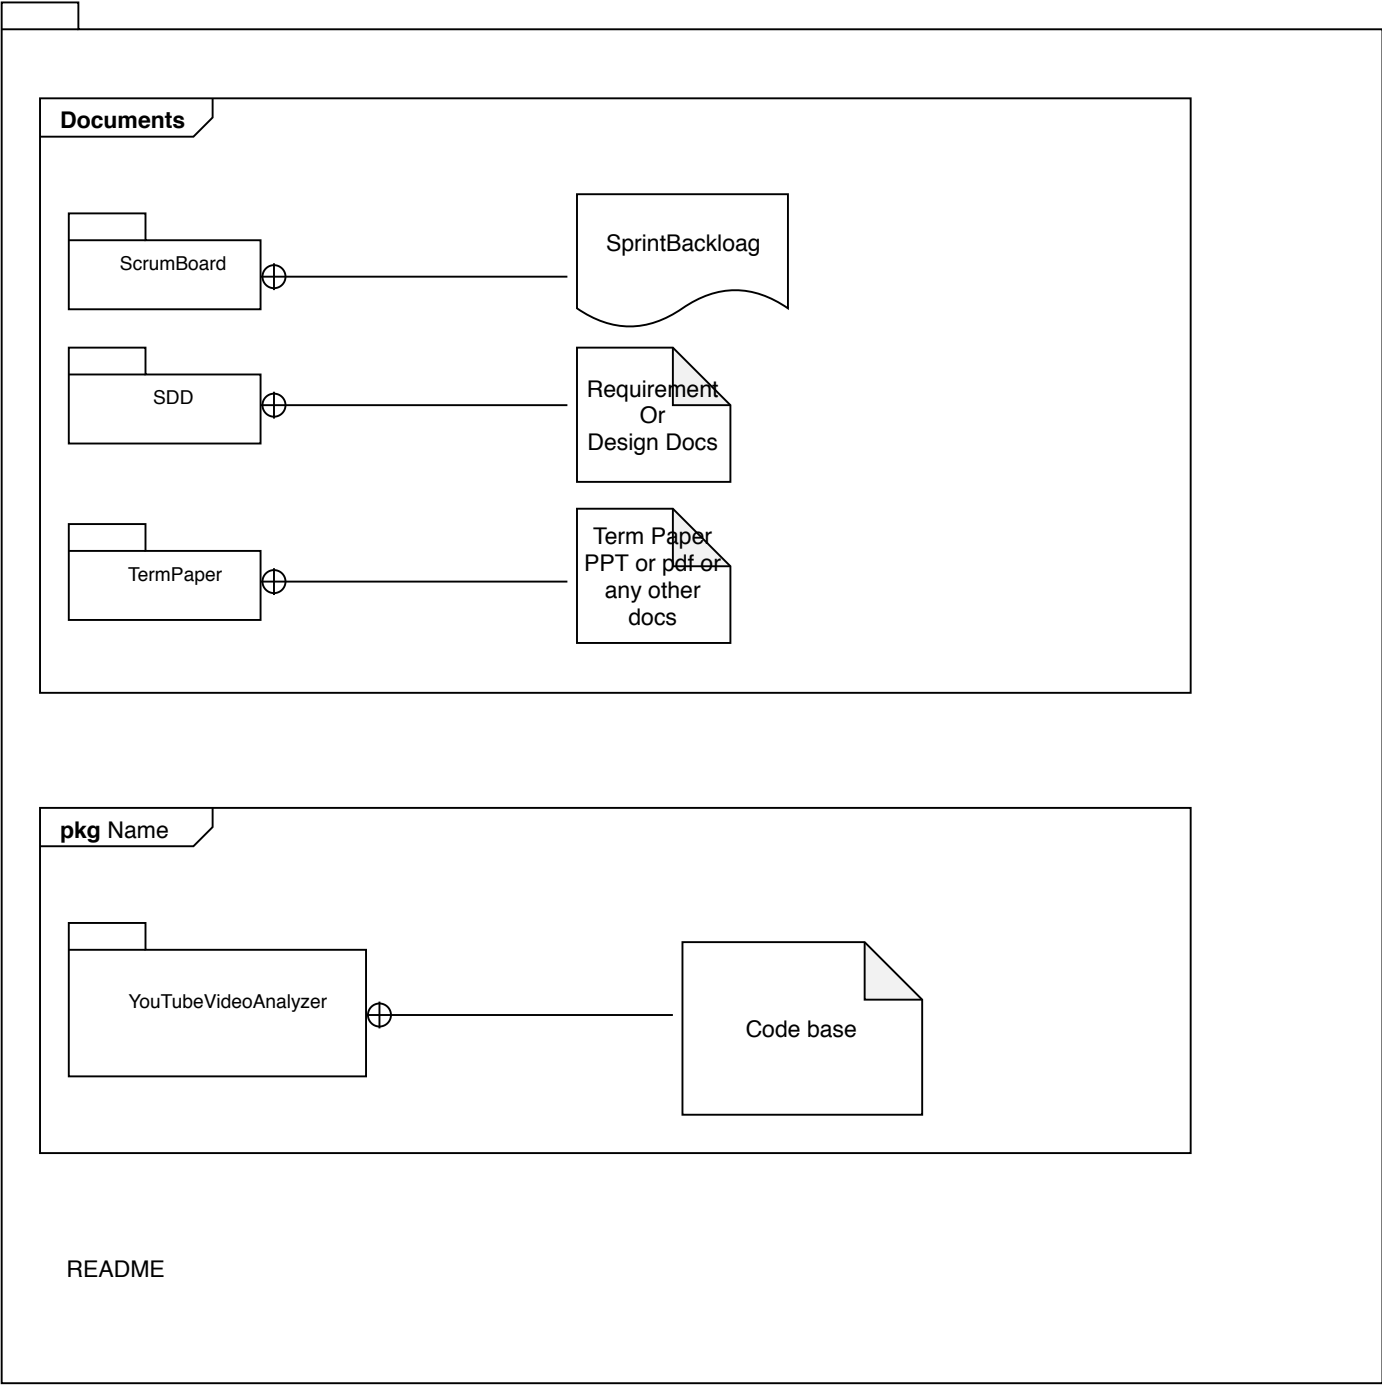 Documents
ScrumBoard
SprintBackloag
SDD
Requirement
Or
Design Docs
TermPaper
Term Paper
PPT or pdf or
any other
docs
pkg Name
YouTubeVideoAnalyzer
Code base
README